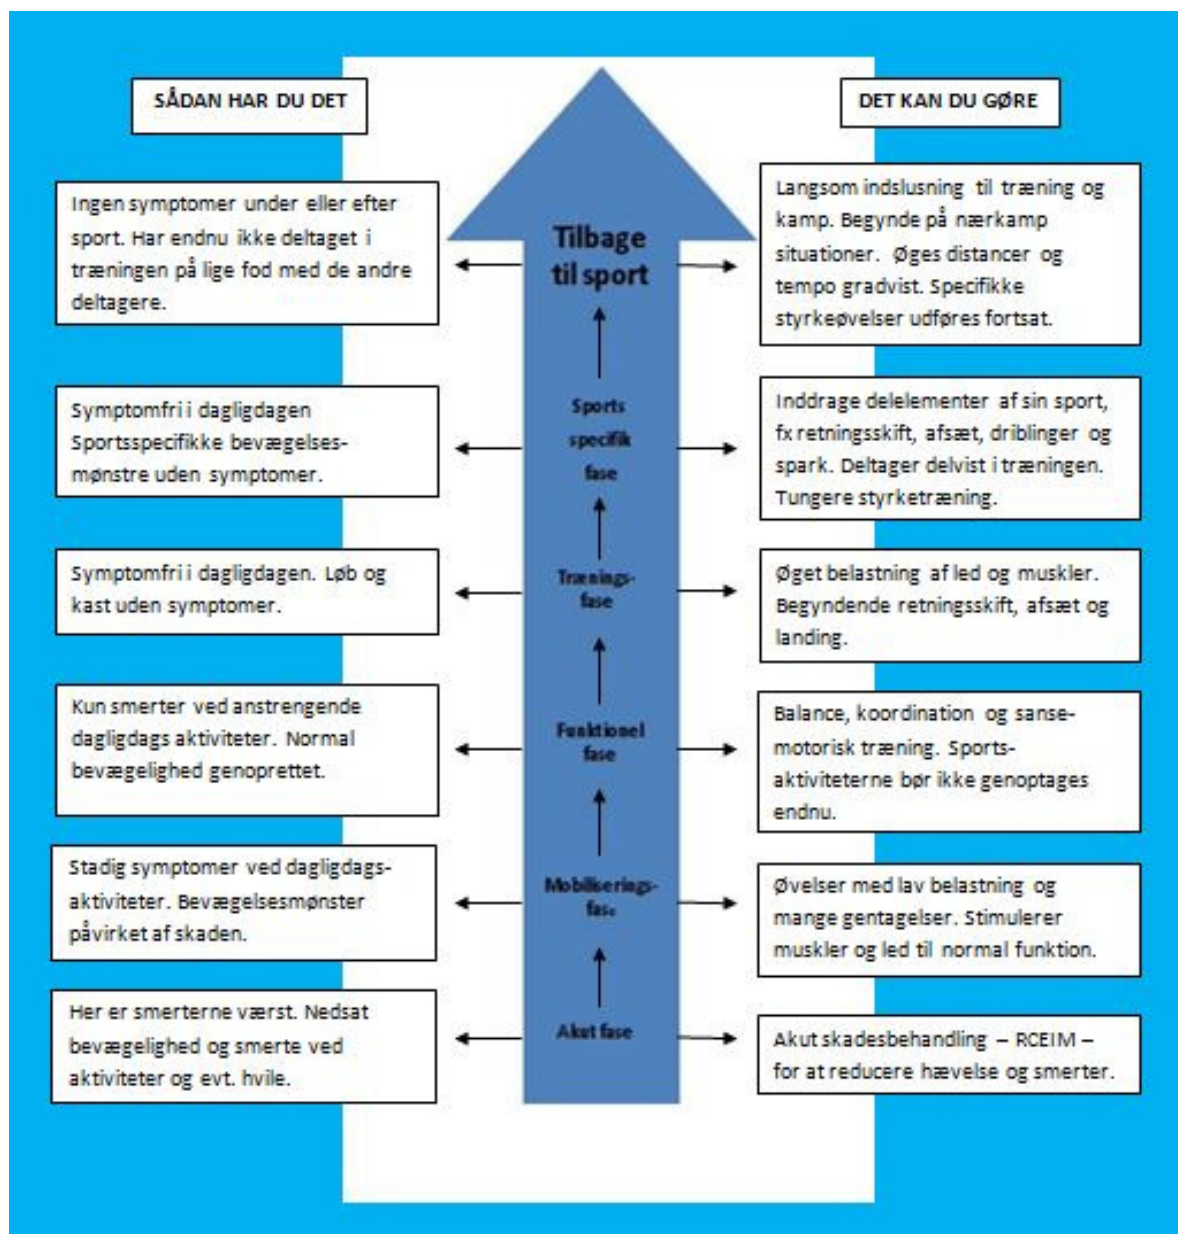 SÅDAN HAR DU DET
DET KAN DU GØRE
Ingen symptomer under eller efter
sport. Har endnu ikke deltaget i
træningen på lige fod med de andre
deltagere.
Tilbage
til sport
Langsom indslusning til træning og
kamp. Begynde på nærkamp
situationer. Øges distancer og
tempo gradvist. Specifikke
styrkeøvelser udføres fortsat.
Symptomfri i dagligdagen
Sportsspecifikke bevægelses-
mønstre uden symptomer.
Sports
specifik
fase
Inddrage delelementer af sin sport,
fx retningsskift, afsæt, driblinger og
spark. Deltager delvist i træningen.
Tungere styrketræning.
Symptomfri i dagligdagen. Løb og
kast uden symptomer.
Trænings-
fase
Øget belastning af led og muskler.
Begyndende retningsskift, afsæt og
landing.
Kun smerter ved anstrengende
dagligdags aktiviteter. Normal
bevægelighed genoprettet.
Funktionel
fase
Balance, koordination og sanse-
motorisk træning. Sports-
aktiviteterne bør ikke genoptages
endnu.
Stadig symptomer ved dagligdags-
aktiviteter. Bevægelsesmønster
påvirket af skaden.
Mobiliserings-
fase
Øvelser med lav belastning og
mange gentagelser. Stimulerer
muskler og led til normal funktion.
Her er smerterne værst. Nedsat
bevægelighed og smerte ved
aktiviteter og evt. hvile.
Akut fase
Akut skadesbehandling – RCEIM –
for at reducere hævelse og smerter.